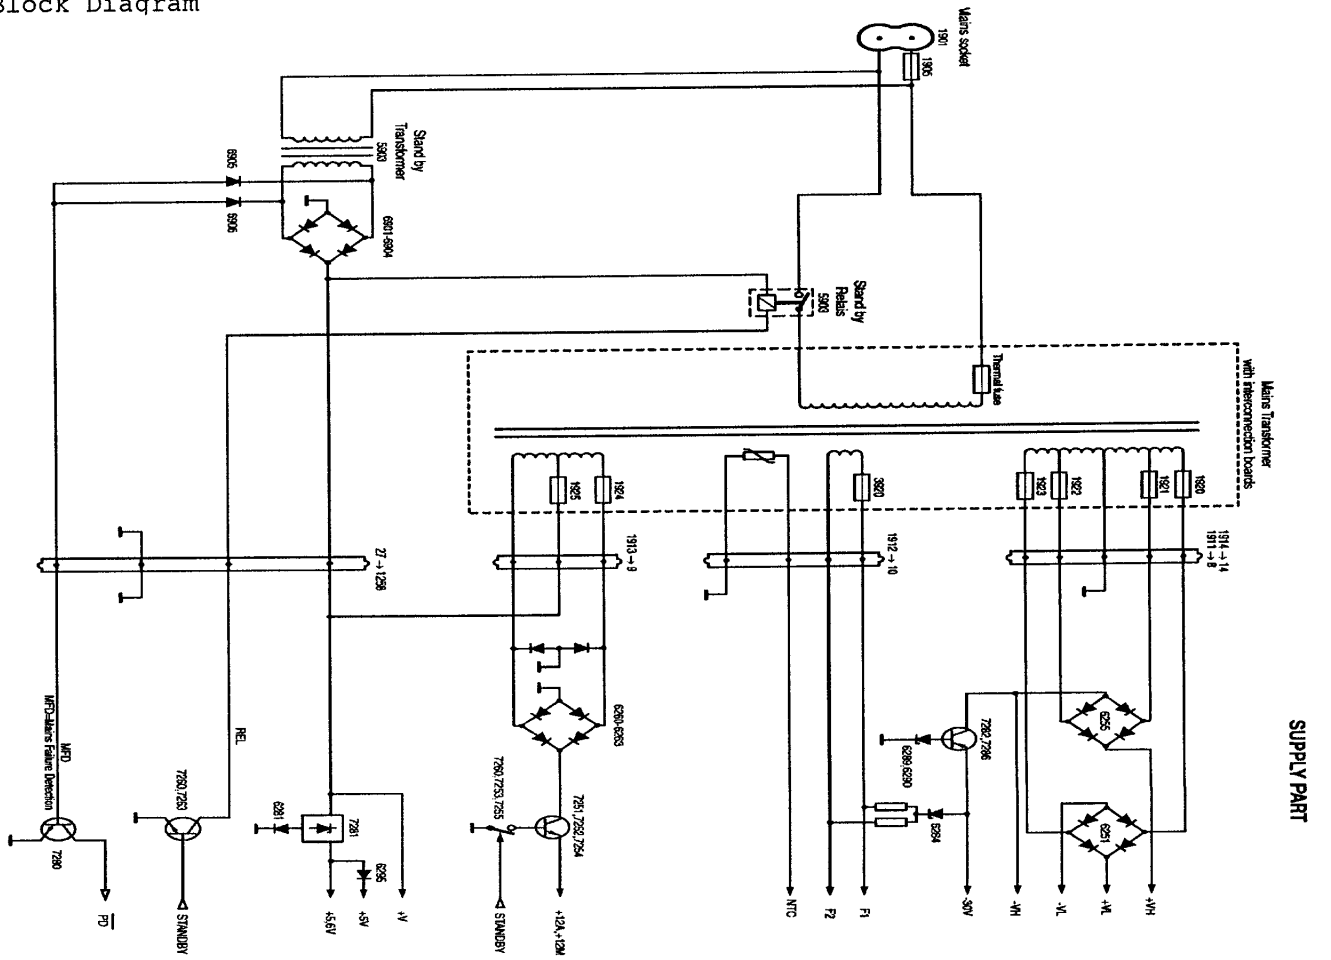 Block Diagram
Mains socket
1901
1905
Stand by
Transformer
5903
6905
6906
6901-6904
Stand by
Relais
5903
Thermal fuse
Mains Transformer
with interconnection boards
1925
1924
3920
1923
1922
1921
1920
27 → 1256
1913 → 9
1912 → 10
1914 → 14
1911 → 8
SUPPLY PART
6260-6263
7282,7286
6289,6290
6255
6251
6284
MFD
MFD=Mains Failure Detection
REL
7260,7263
7280
6281
7281
6295
7260,7253,7255
7251,7252,7254
PD
STANDBY
+5,6V
+5V
+V
STANDBY
+12A,+12M
NTC
F2
F1
-30V
-VH
-VL
+VL
+VH